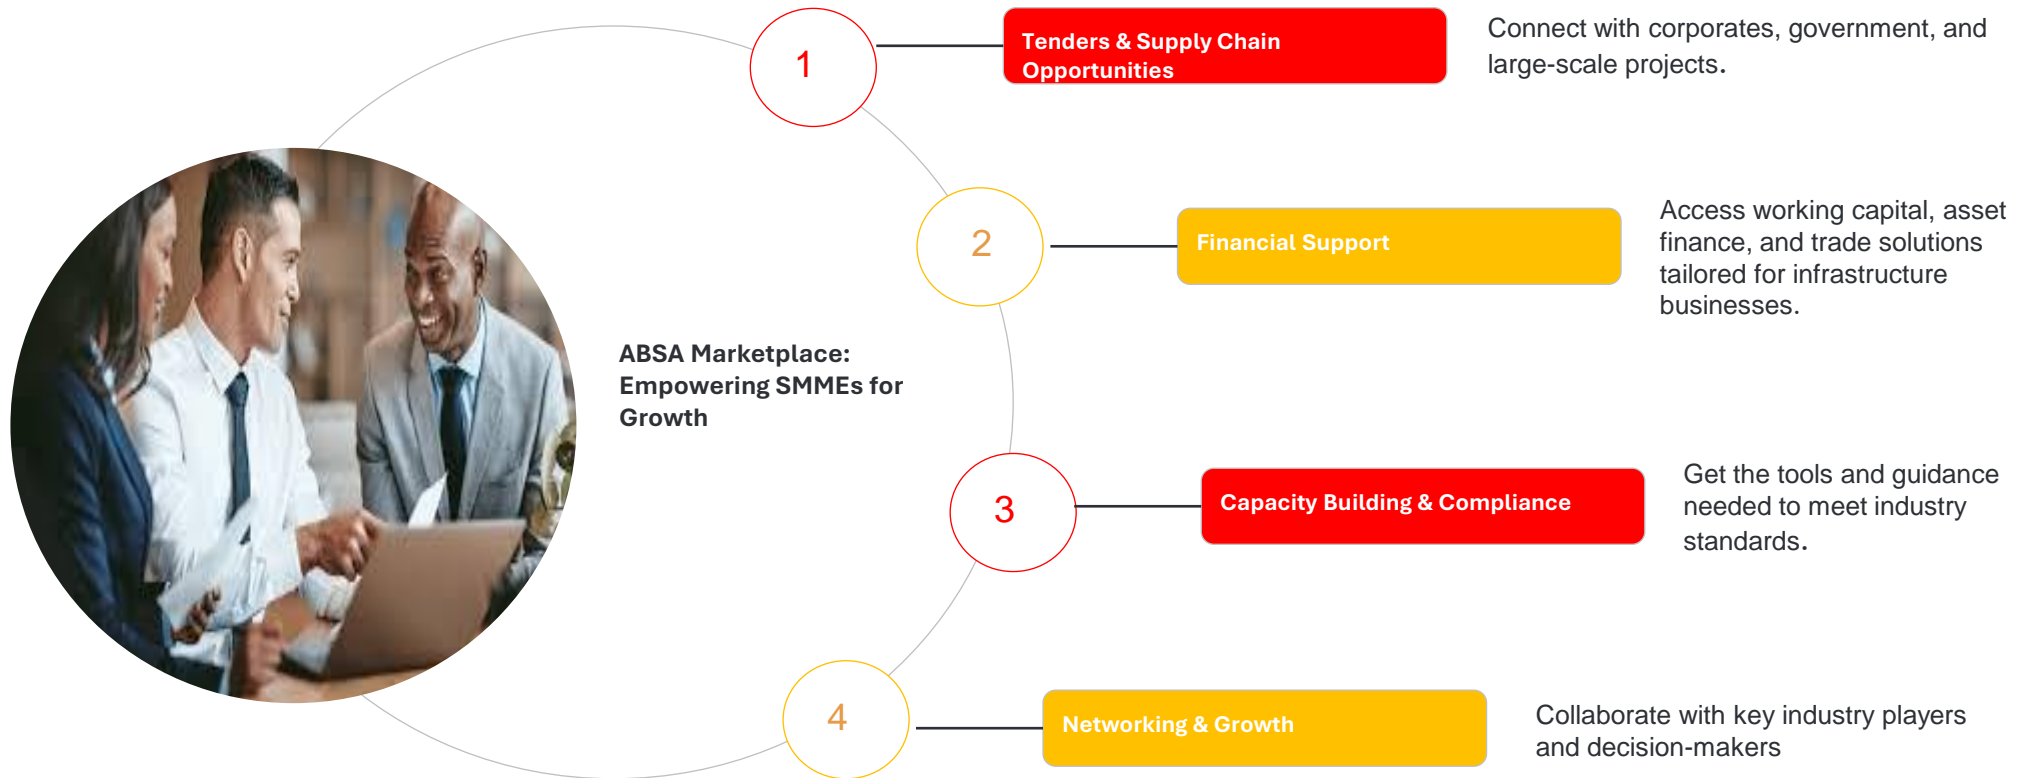 1
Tenders & Supply Chain
Opportunities
Connect with corporates, government, and
large-scale projects.
2
Financial Support
Access working capital, asset
finance, and trade solutions
tailored for infrastructure
businesses.
ABSA Marketplace:
Empowering SMMEs for
Growth
3
Capacity Building & Compliance
Get the tools and guidance
needed to meet industry
standards.
4
Networking & Growth
Collaborate with key industry players
and decision-makers